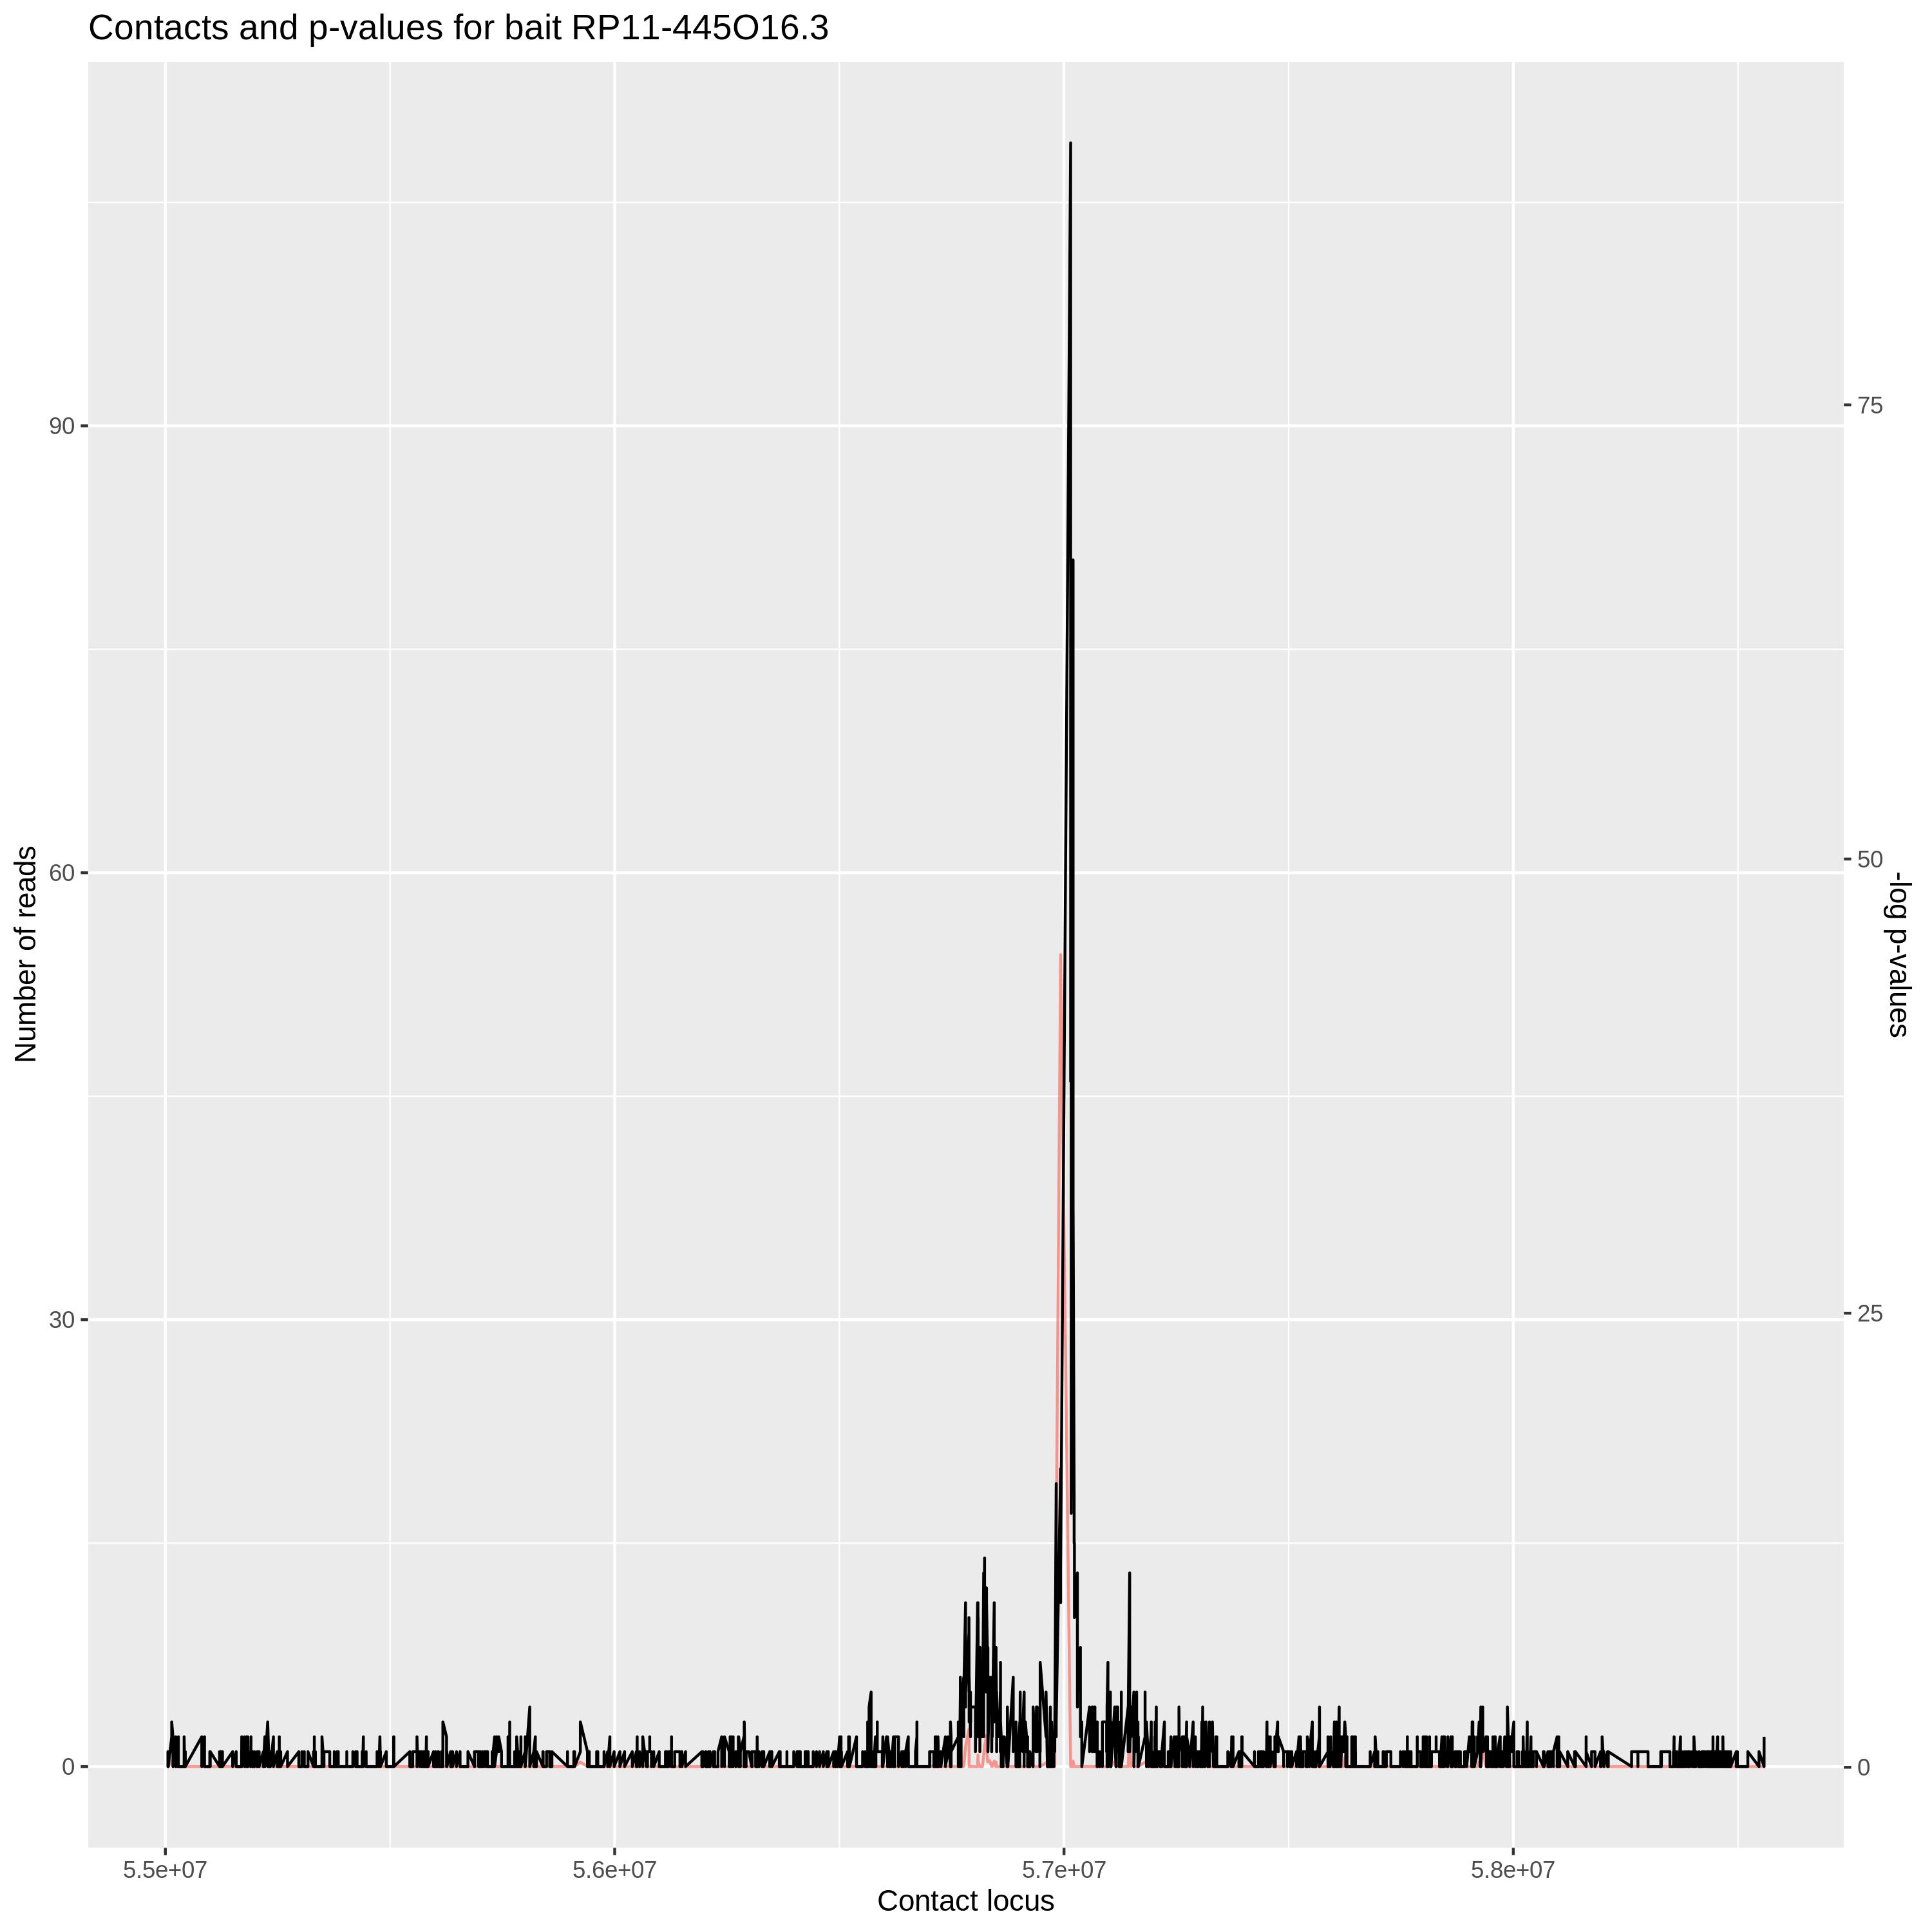 Contacts and p-values for bait RP11-445O16.3
90
60
30
0
75
50
25
0
Number of reads
-log p-values
5.5e+07
5.6e+07
5.7e+07
5.8e+07
Contact locus